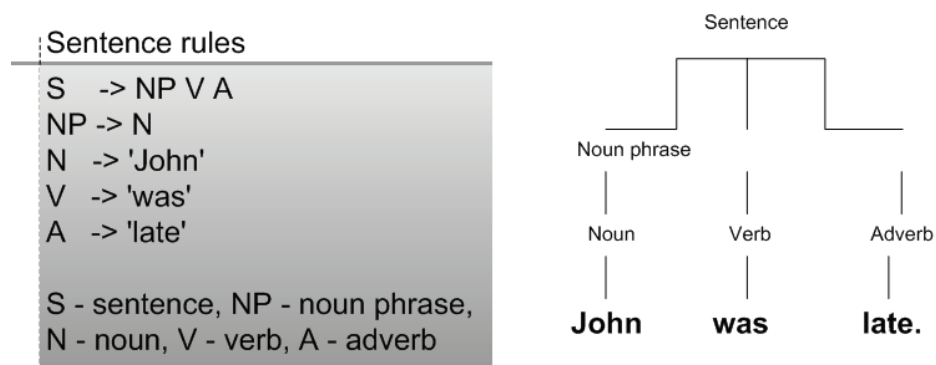 Sentence rules
S -> NP V A
NP -> N
N -> 'John'
V -> 'was'
A -> 'late'
S - sentence, NP - noun phrase,
N - noun, V - verb, A - adverb
Sentence
Noun phrase
Noun Verb Adverb
John was late.